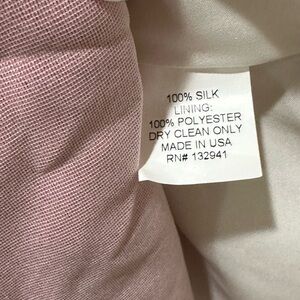 100% SILK
LINING:
100% POLYESTER
DRY CLEAN ONLY
MADE IN USA
RN# 132941